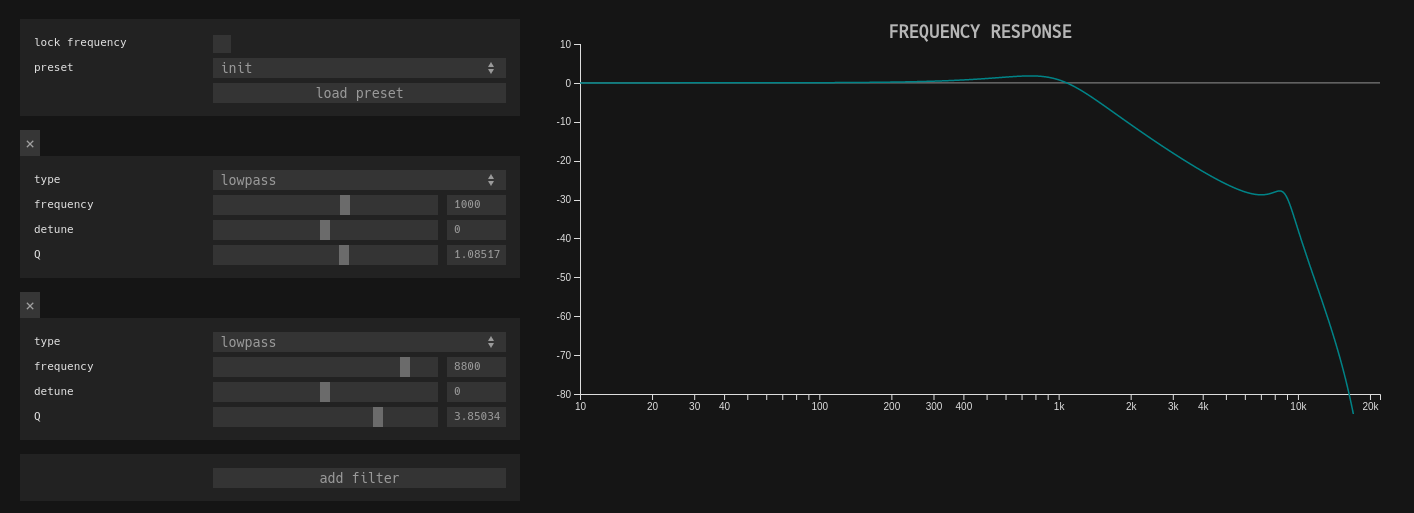 lock frequency
preset
init
load preset
×
type
lowpass
frequency
1000
detune
0
Q
1.08517
×
type
lowpass
frequency
8800
detune
0
Q
3.85034
add filter
FREQUENCY RESPONSE
10
0
-10
-20
-30
-40
-50
-60
-70
-80
10 20 30 40 100 200 300 400 1k 2k 3k 4k 10k 20k